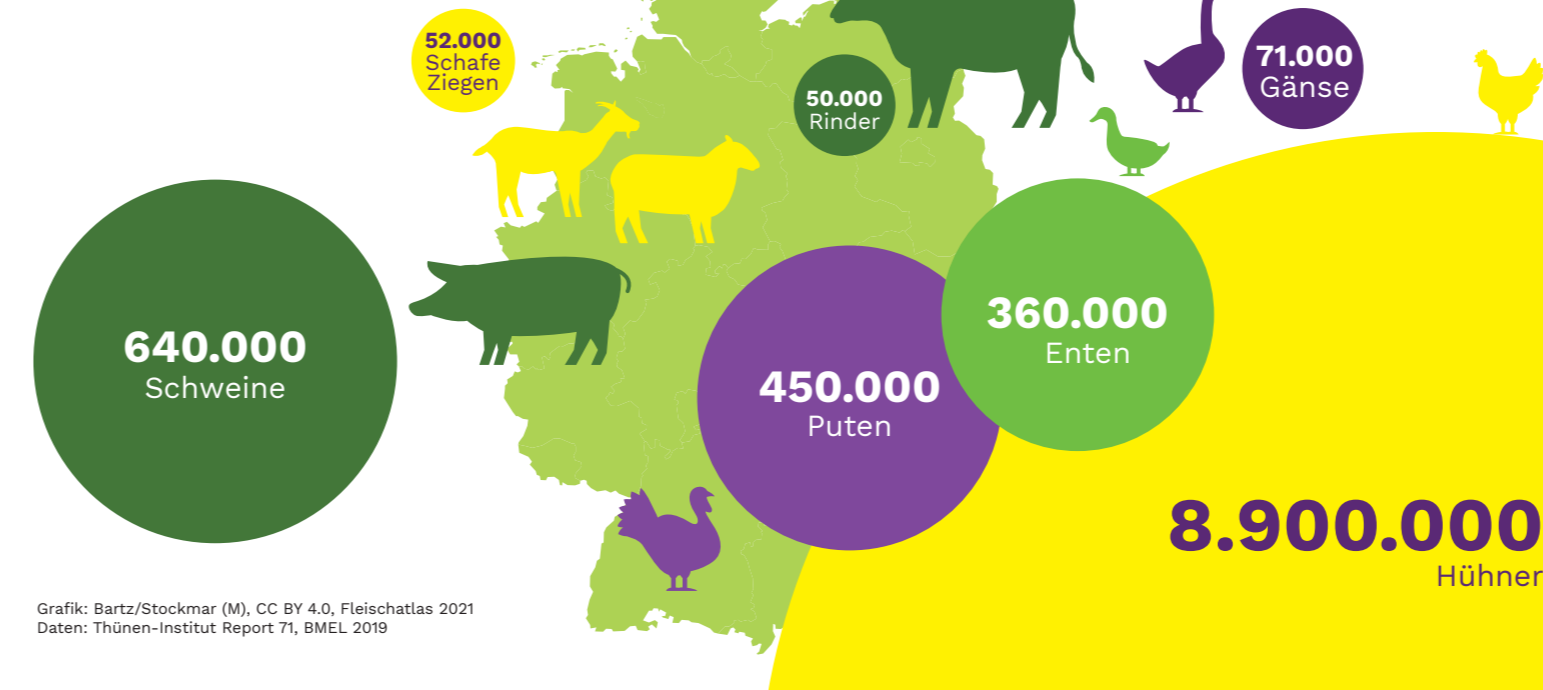 52.000
Schafe
Ziegen
50.000
Rinder
71.000
Gänse
640.000
Schweine
450.000
Puten
360.000
Enten
8.900.000
Hühner
Grafik: Bartz/Stockmar (M), CC BY 4.0, Fleischatlas 2021
Daten: Thünen-Institut Report 71, BMEL 2019